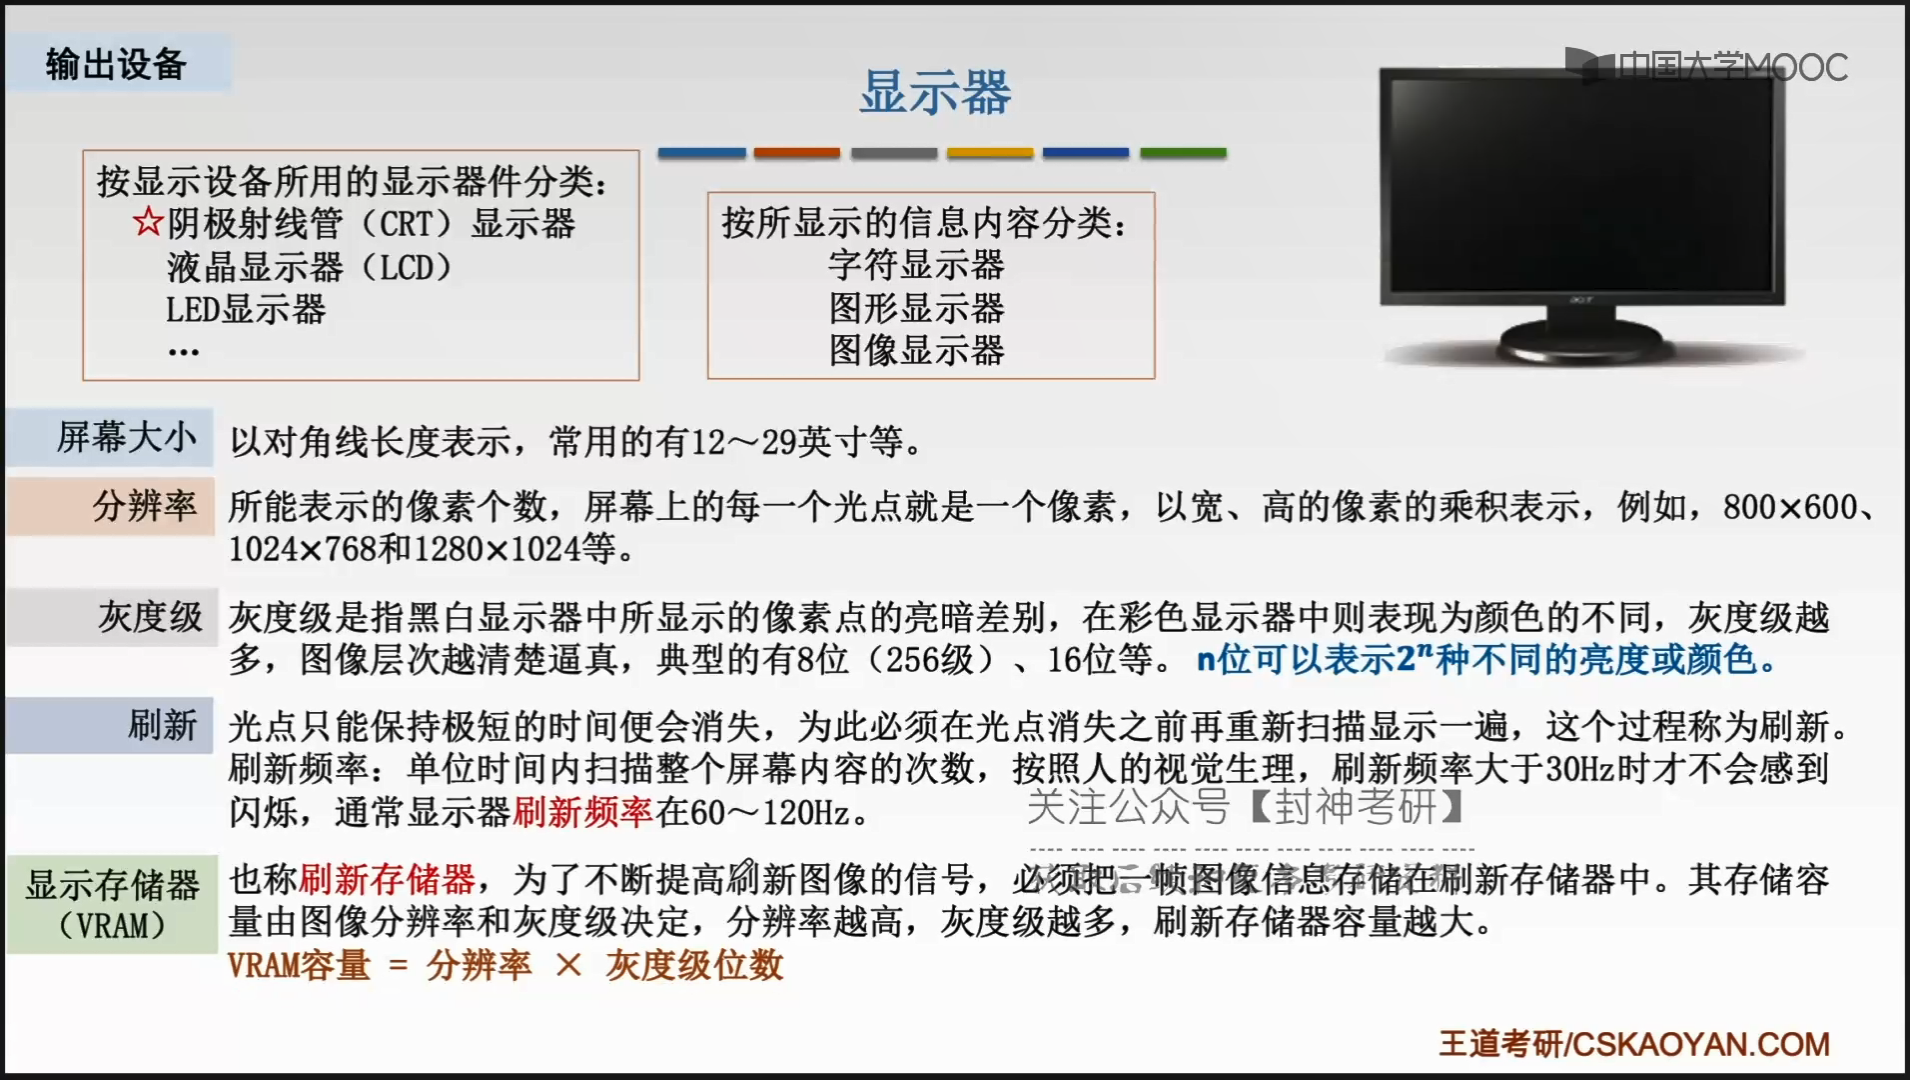 输出设备
中国大学MOOC
显示器
按显示设备所用的显示器件分类：
☆阴极射线管（CRT）显示器
液晶显示器（LCD）
LED显示器
…
按所显示的信息内容分类：
字符显示器
图形显示器
图像显示器
acer
屏幕大小
以对角线长度表示，常用的有12～29英寸等。
分辨率
所能表示的像素个数，屏幕上的每一个光点就是一个像素，以宽、高的像素的乘积表示，例如，800×600、
1024×768和1280×1024等。
灰度级
灰度级是指黑白显示器中所显示的像素点的亮暗差别，在彩色显示器中则表现为颜色的不同，灰度级越
多，图像层次越清楚逼真，典型的有8位（256级）、16位等。 n位可以表示2ⁿ种不同的亮度或颜色。
刷新
光点只能保持极短的时间便会消失，为此必须在光点消失之前再重新扫描显示一遍，这个过程称为刷新。
刷新频率：单位时间内扫描整个屏幕内容的次数，按照人的视觉生理，刷新频率大于30Hz时才不会感到
闪烁，通常显示器刷新频率在60～120Hz。
关注公众号【封神考研】
显示存储器
（VRAM）
也称刷新存储器，为了不断提高刷新图像的信号，必须把一帧图像信息存储在刷新存储器中。其存储容
量由图像分辨率和灰度级决定，分辨率越高，灰度级越多，刷新存储器容量越大。
VRAM容量 = 分辨率 × 灰度级位数
王道考研/CSKAOYAN.COM